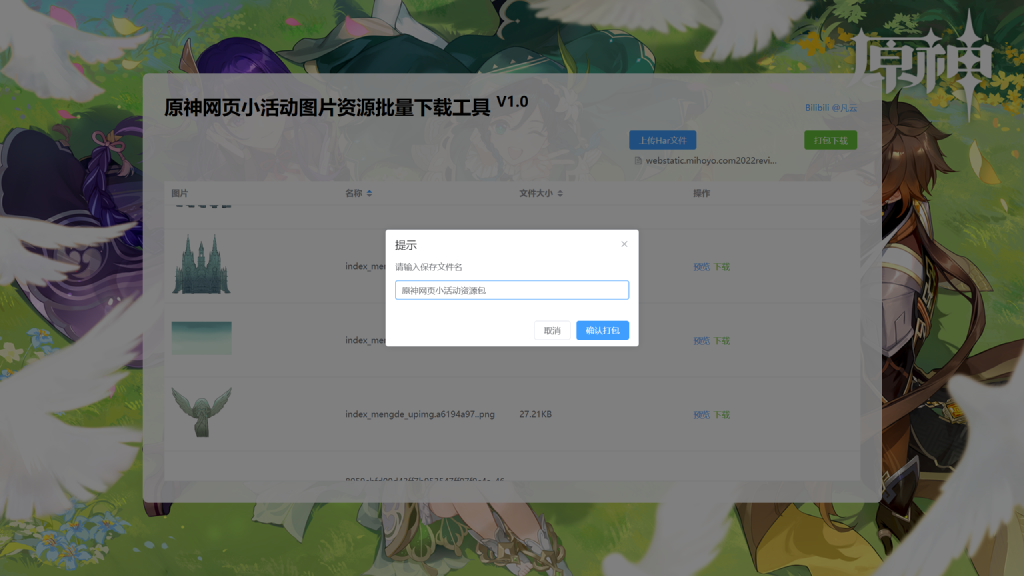 原神
原神网页小活动图片资源批量下载工具 V1.0
Bilibili @凡云
上传Har文件
打包下载
webstatic.mihoyo.com2022revi...
图片 名称 文件大小 操作
index_mer
预览 下载
提示
请输入保存文件名
原神网页小活动资源包
取消 确认打包
index_me
预览 下载
index_mengde_upimg.a6194a97..png 27.21KB 预览 下载